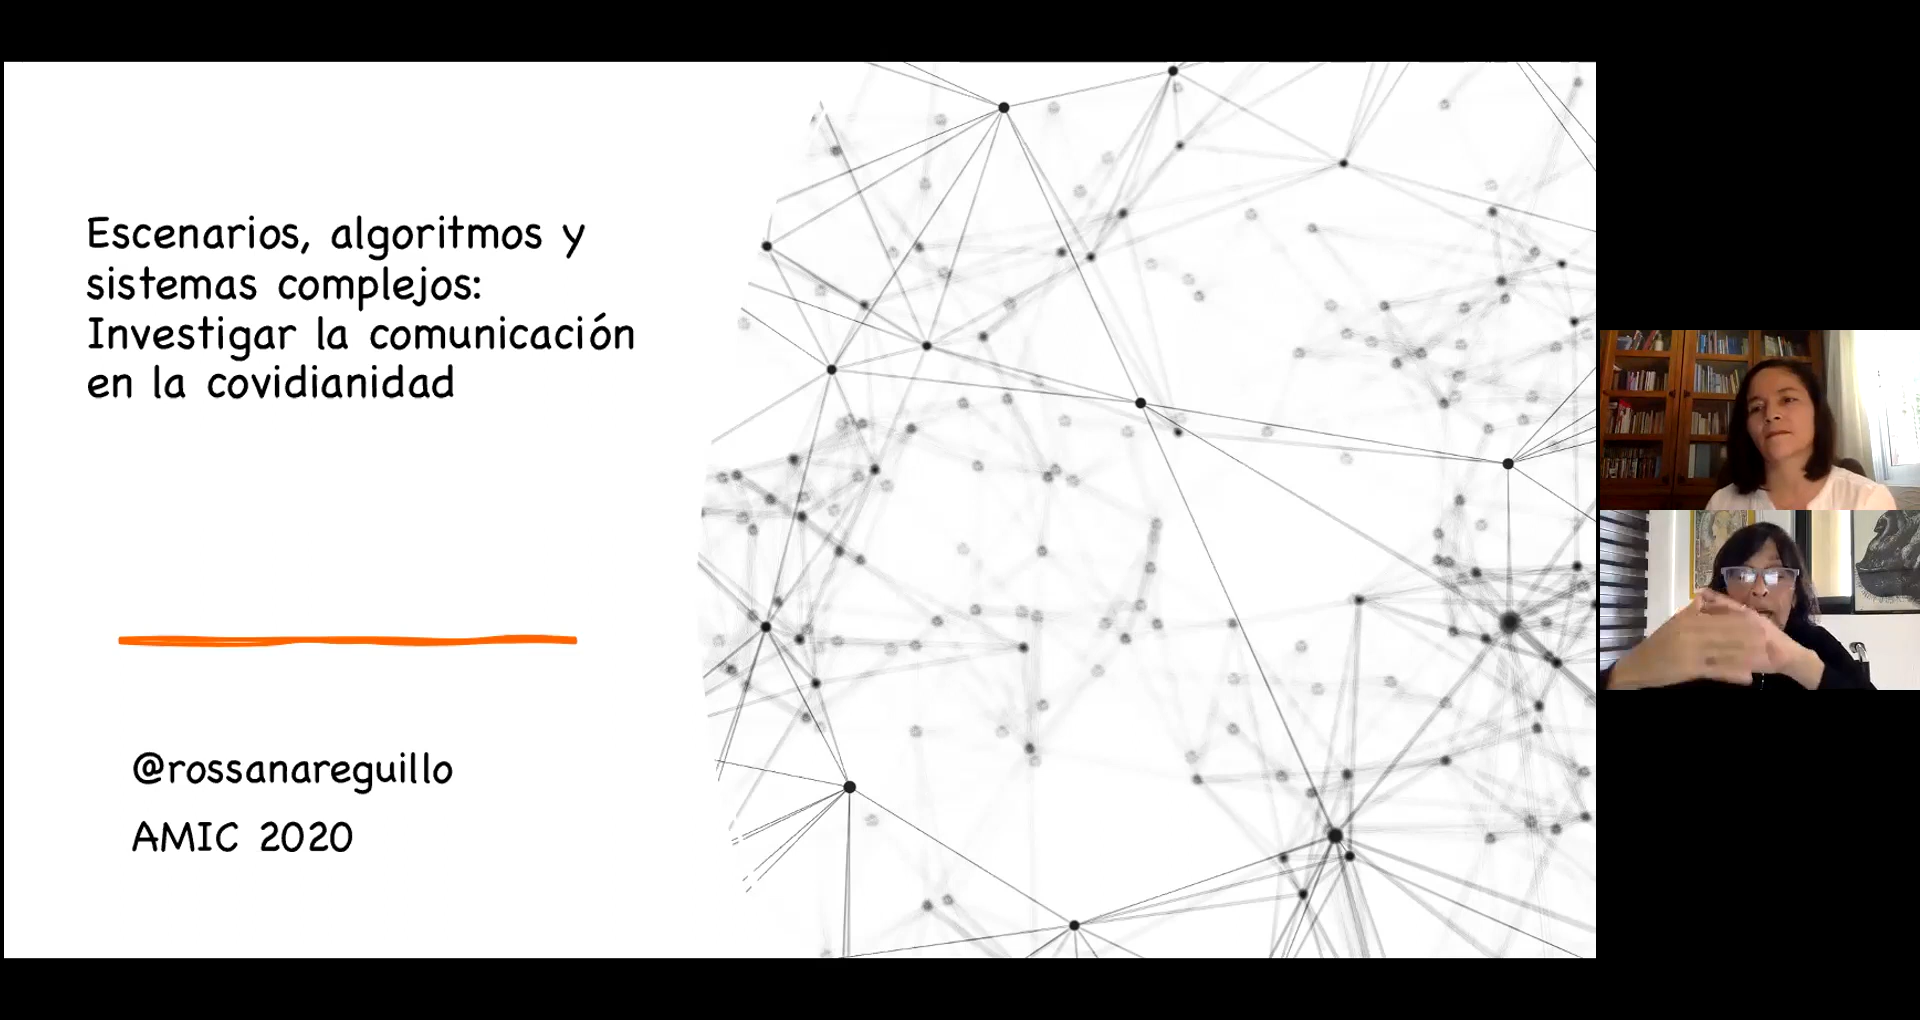 Escenarios, algoritmos y
sistemas complejos:
Investigar la comunicación
en la covidianidad
@rossanareguillo
AMIC 2020